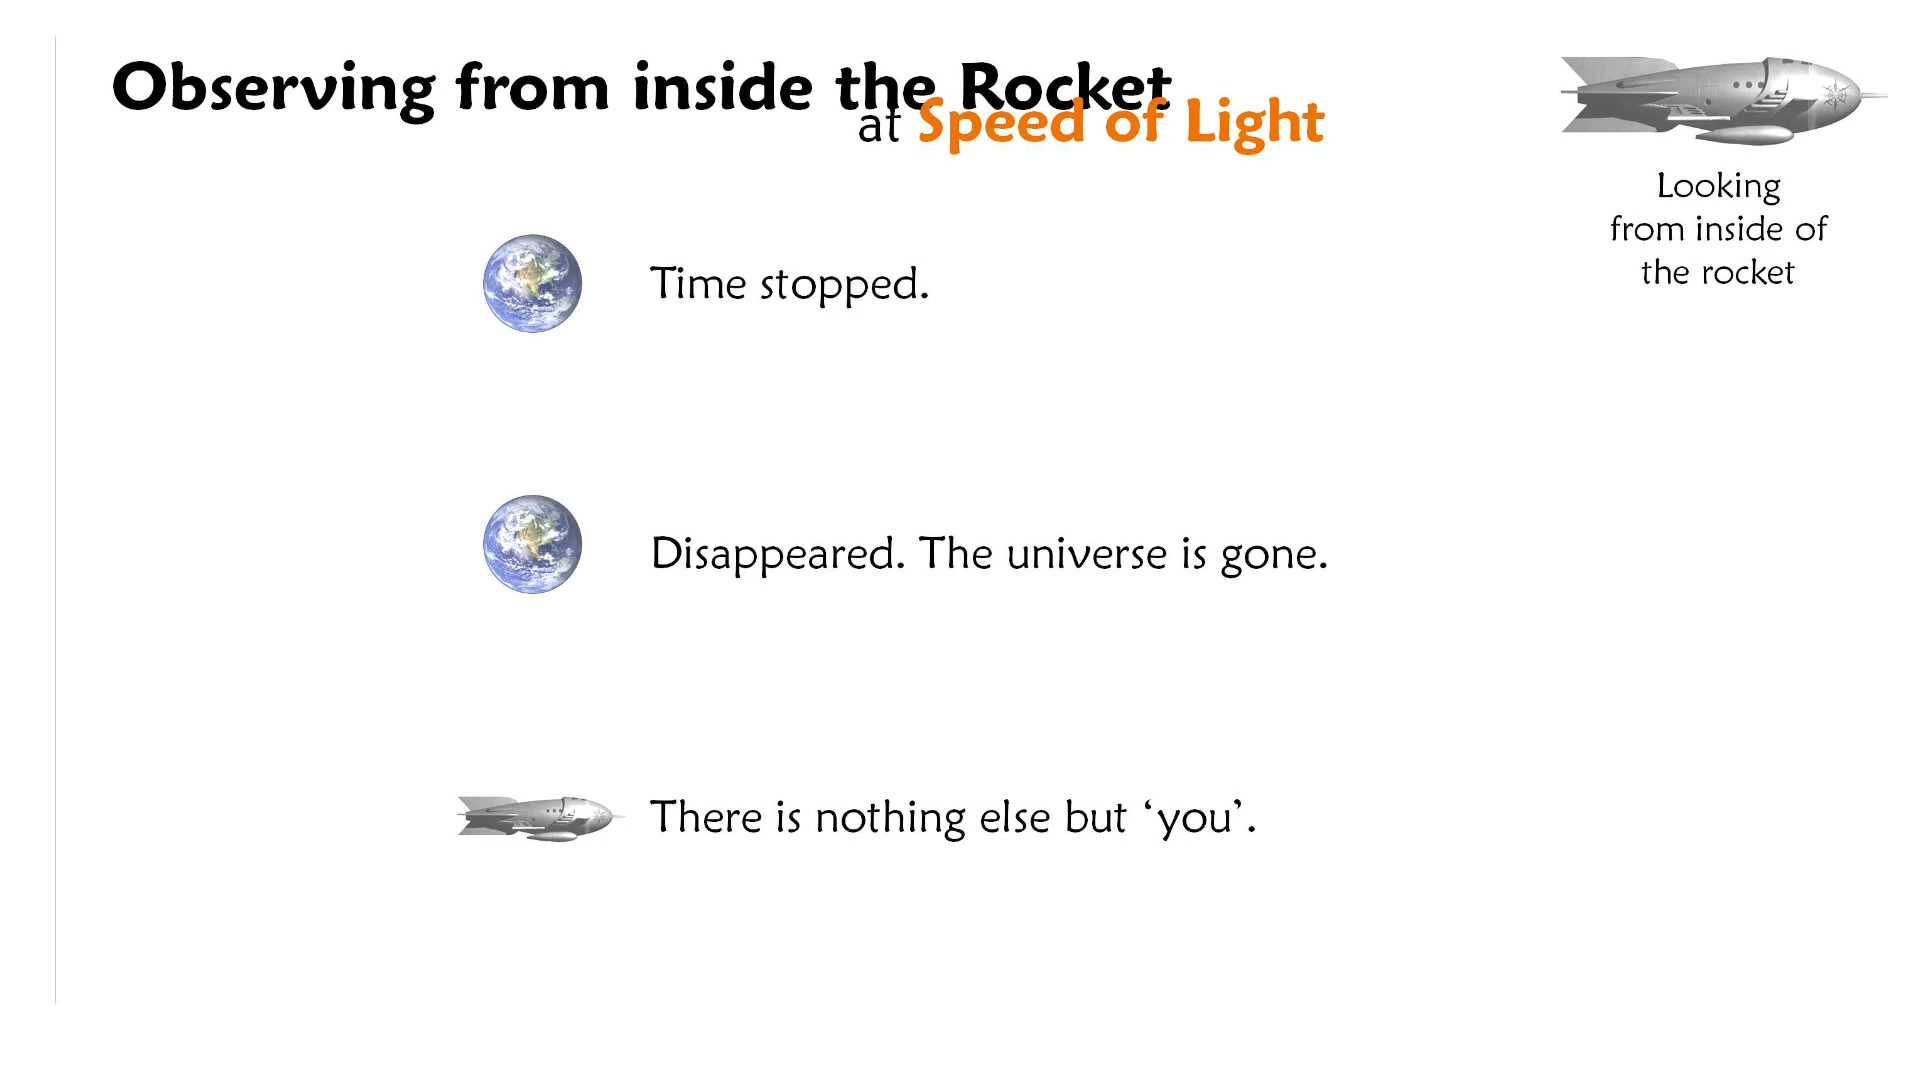 Observing from inside the Rocket
at Speed of Light
Looking
from inside of
the rocket
Time stopped.
Disappeared. The universe is gone.
There is nothing else but ‘you’.